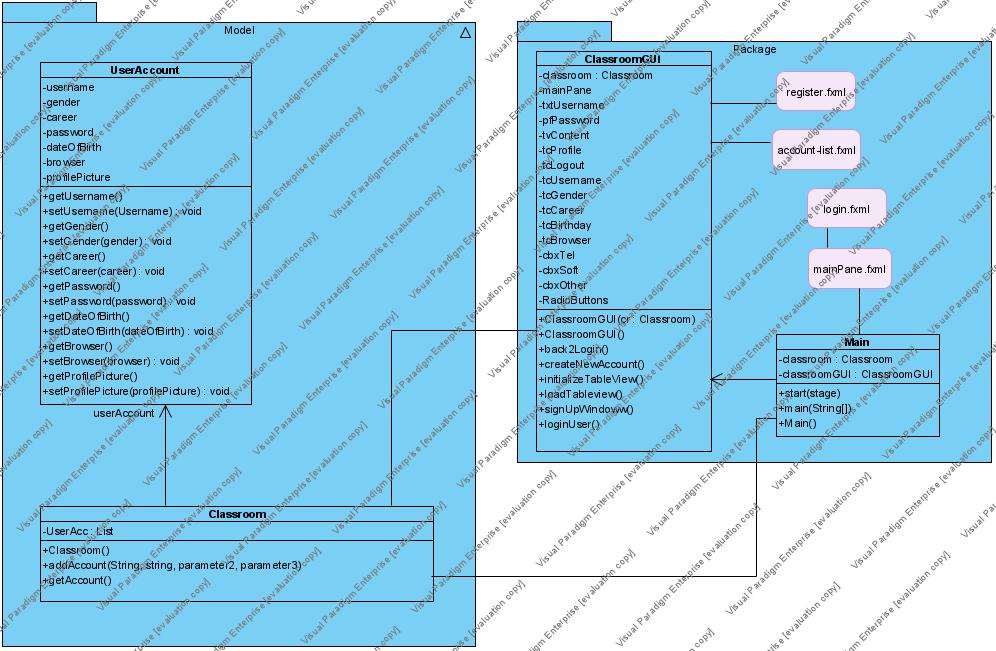 Model
UserAccount
-username
-gender
-career
-password
-dateOfBirth
-browser
-profilePicture
+getUsername()
+setUsername(Username) : void
+getGender()
+setGender(gender) : void
+getCareer()
+setCareer(career) : void
+getPassword()
+setPassword(password) : void
+getDateOfBirth()
+setDateOfBirth(dateOfBirth) : void
+getBrowser()
+setBrowser(browser) : void
+getProfilePicture()
+setProfilePicture(profilePicture) : void
userAccount
Classroom
-UserAcc : List
+Classroom()
+addAccount(String, string, parameter2, parameter3)
+getAccount()
Package
ClassroomGUI
-classroom : Classroom
-mainPane
-txtUsername
-pfPassword
-tvContent
-tcProfile
-tcLogout
-tcUsername
-tcGender
-tcCareer
-tcBirthday
-tcBrowser
-cbxTel
-cbxSoft
-cbxOther
-RadioButtons
+ClassroomGUI(cr : Classroom)
+ClassroomGUI()
+back2Login()
+createNewAccount()
+initializeTableView()
+loadTableview()
+signUpWindoww()
+loginUser()
register.fxml
account-list.fxml
login.fxml
mainPane.fxml
Main
-classroom : Classroom
-classroomGUI : ClassroomGUI
+start(stage)
+main(String[])
+Main()
Visual Paradigm Enterprise [evaluation copy]